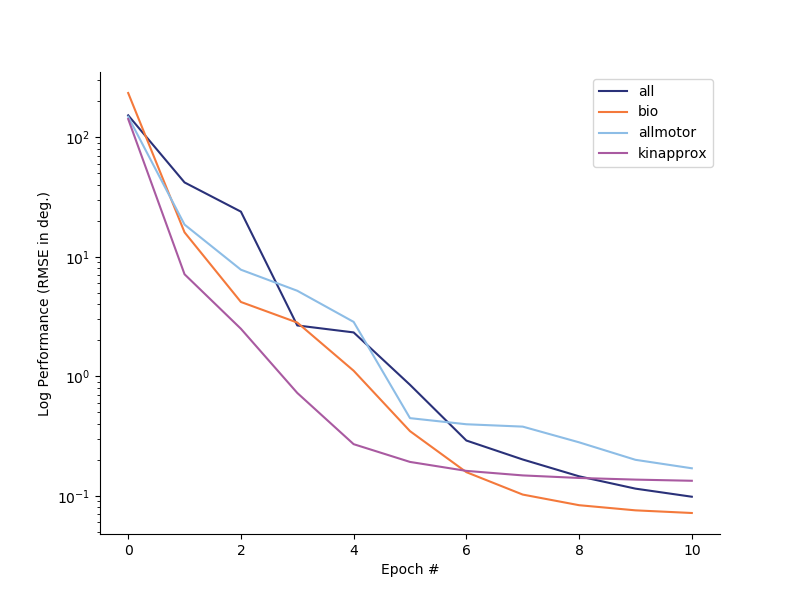 all
bio
allmotor
kinapprox
Log Performance (RMSE in deg.)
10²
10¹
10⁰
10⁻¹
0 2 4 6 8 10
Epoch #